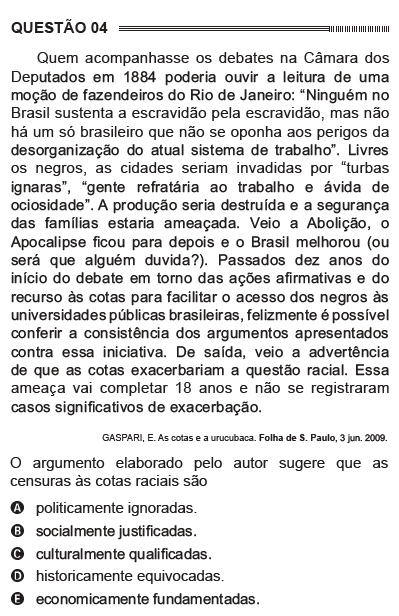 QUESTÃO 04
Quem acompanhasse os debates na Câmara dos
Deputados em 1884 poderia ouvir a leitura de uma
moção de fazendeiros do Rio de Janeiro: “Ninguém no
Brasil sustenta a escravidão pela escravidão, mas não
há um só brasileiro que não se oponha aos perigos da
desorganização do atual sistema de trabalho”. Livres
os negros, as cidades seriam invadidas por “turbas
ignaras”, “gente refratária ao trabalho e ávida de
ociosidade”. A produção seria destruída e a segurança
das famílias estaria ameaçada. Veio a Abolição, o
Apocalipse ficou para depois e o Brasil melhorou (ou
será que alguém duvida?). Passados dez anos do
início do debate em torno das ações afirmativas e do
recurso às cotas para facilitar o acesso dos negros às
universidades públicas brasileiras, felizmente é possível
conferir a consistência dos argumentos apresentados
contra essa iniciativa. De saída, veio a advertência
de que as cotas exacerbariam a questão racial. Essa
ameaça vai completar 18 anos e não se registraram
casos significativos de exacerbação.
GASPARI, E. As cotas e a urucubaca. Folha de S. Paulo, 3 jun. 2009.
O argumento elaborado pelo autor sugere que as
censuras às cotas raciais são
A politicamente ignoradas.
B socialmente justificadas.
C culturalmente qualificadas.
D historicamente equivocadas.
E economicamente fundamentadas.